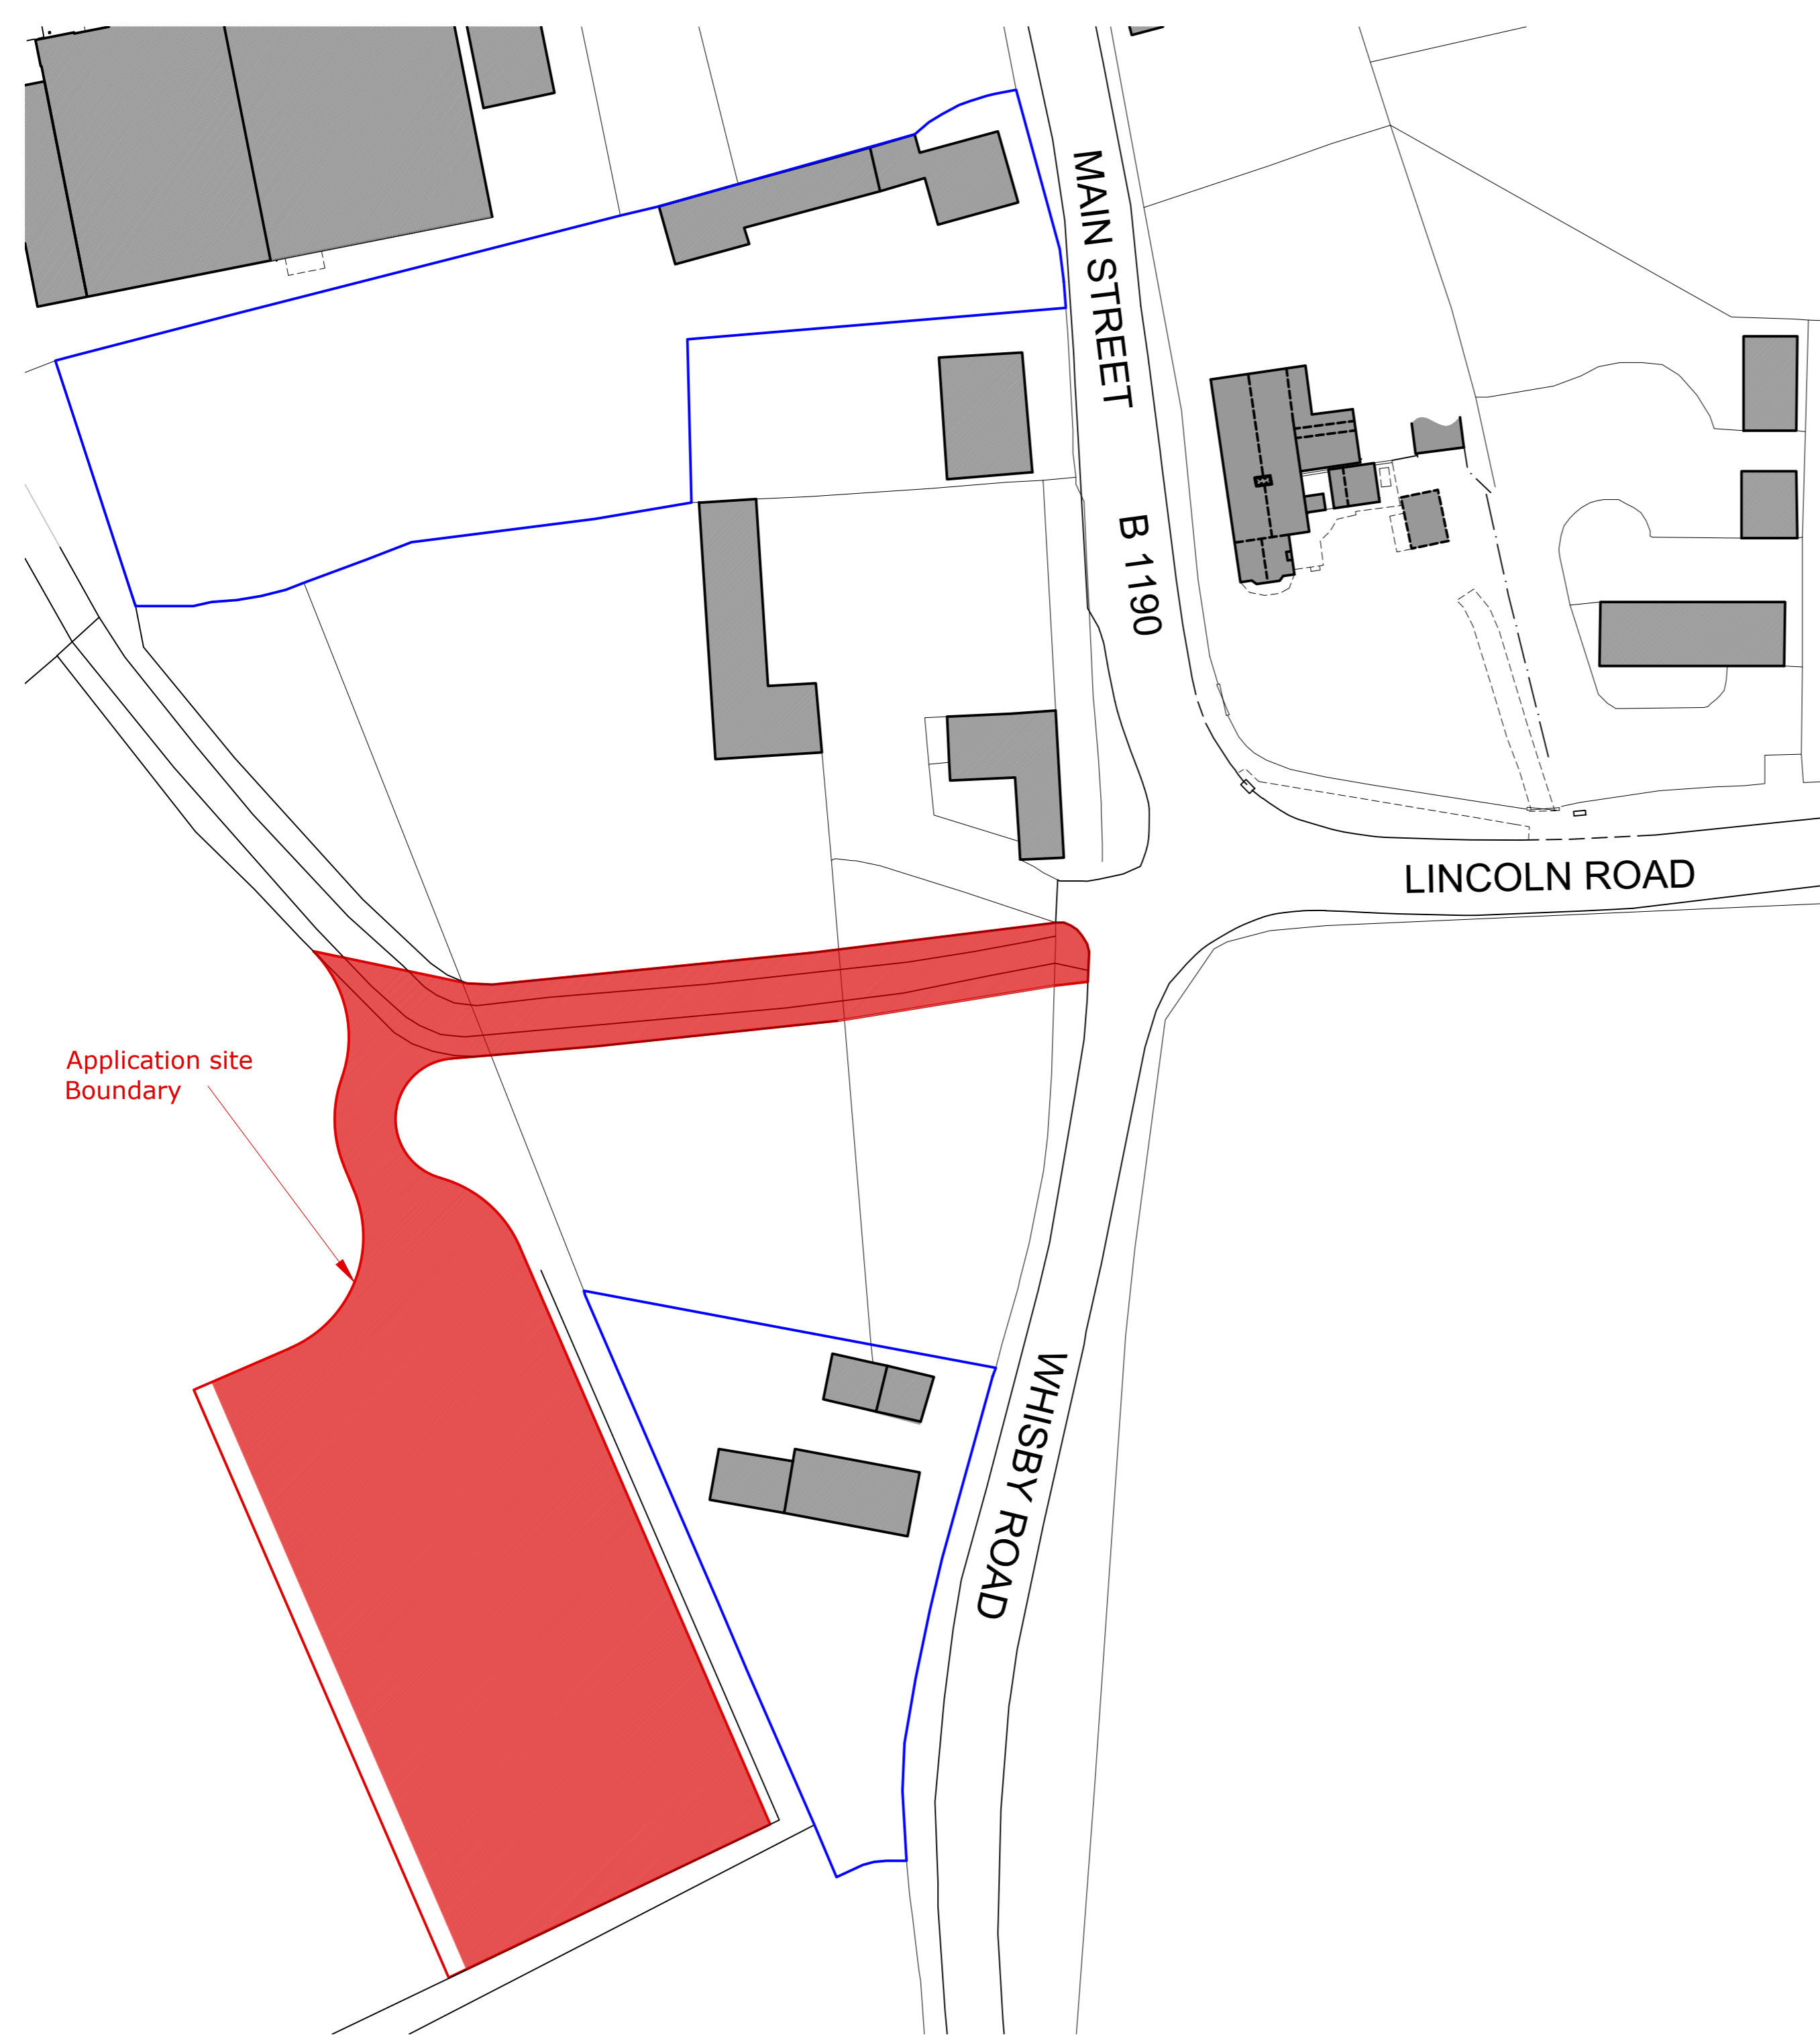 MAIN STREET
B 1190
LINCOLN ROAD
Application site
Boundary
WHISBY ROAD